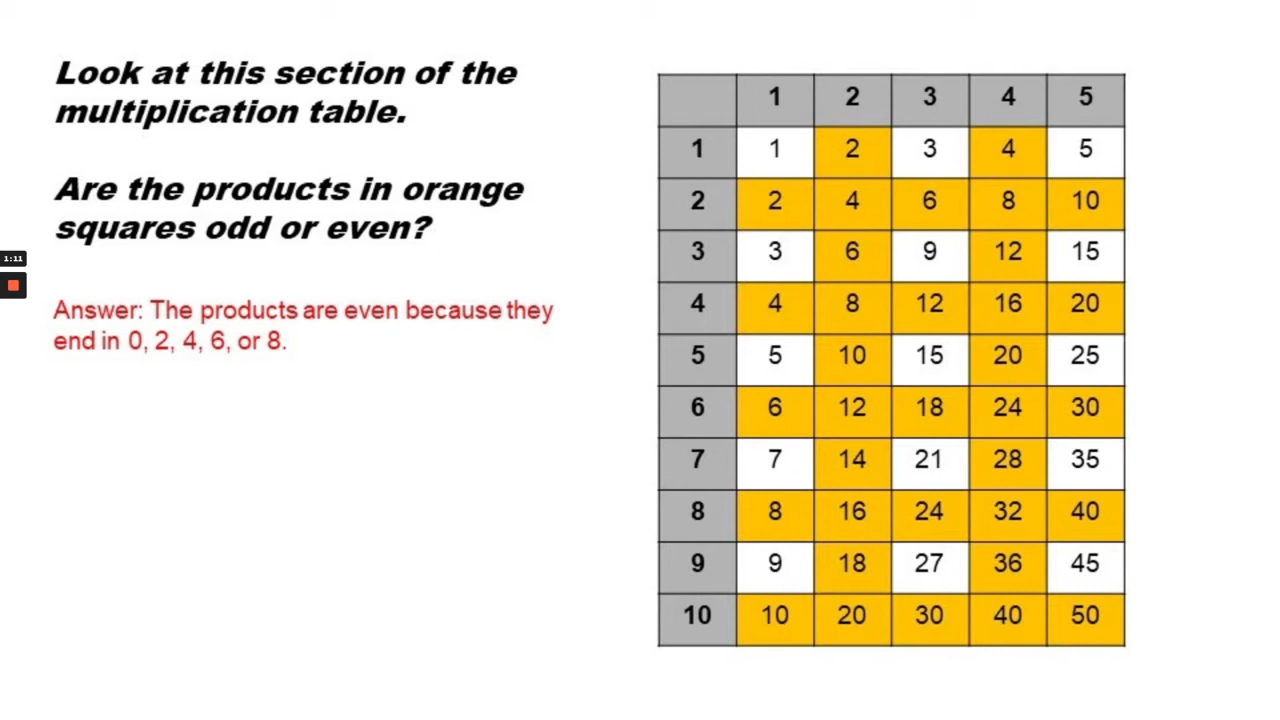 Look at this section of the
multiplication table.
Are the products in orange
squares odd or even?
1:11
Answer: The products are even because they
end in 0, 2, 4, 6, or 8.
1 2 3 4 5
1 1 2 3 4 5
2 2 4 6 8 10
3 3 6 9 12 15
4 4 8 12 16 20
5 5 10 15 20 25
6 6 12 18 24 30
7 7 14 21 28 35
8 8 16 24 32 40
9 9 18 27 36 45
10 10 20 30 40 50